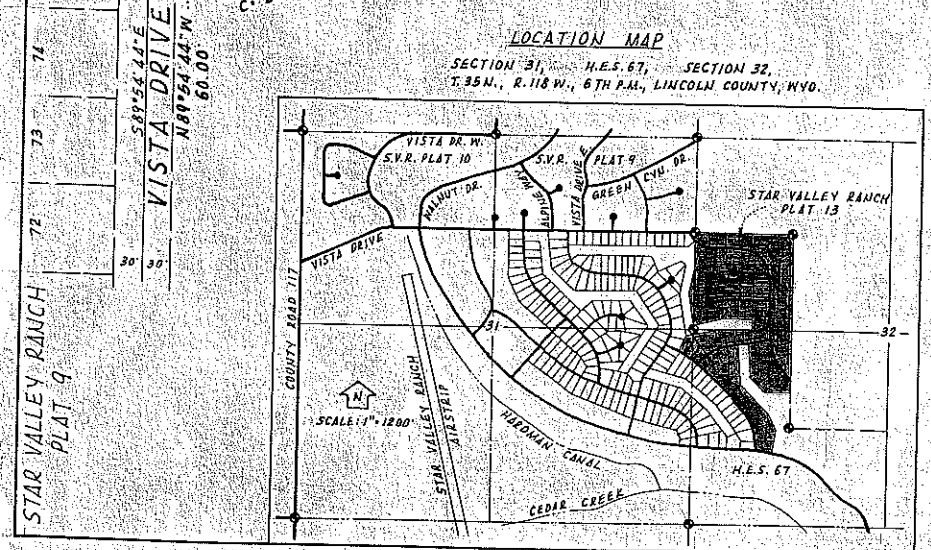 C.
LOCATION MAP
SECTION 31, H.E.S. 67, SECTION 32,
T.35N., R.118 W., 6TH P.M., LINCOLN COUNTY, WYO.
74
73
72
S89°54'44"E
VISTA DRIVE
N89°54'44"W
60.00
30' 30'
STAR VALLEY RANCH
PLAT 9
VISTA DR. W.
S.V.R. PLAT 10
WALNUT DR.
S.V.R. PLAT 9
ALPINE WAY
VISTA DRIVE E.
GREEN CYN. DR.
STAR VALLEY RANCH
PLAT 13
VISTA DRIVE
COUNTY ROAD 117
31
32
N
SCALE: 1"=1200'
STAR VALLEY RANCH
AIRSTRIP
HARDMAN CANAL
CEDAR CREEK
H.E.S. 67